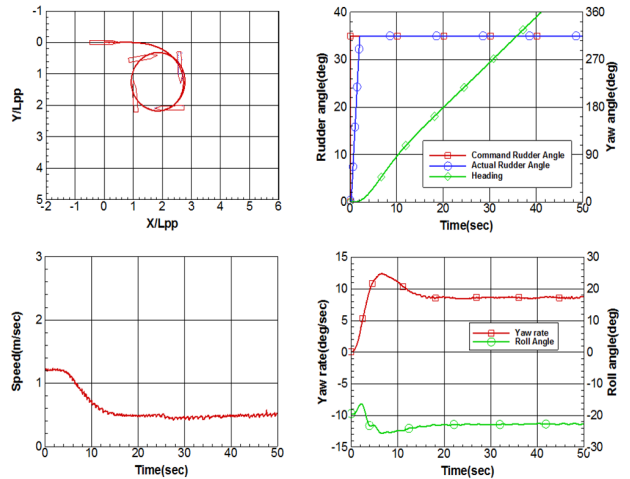 -1
0
1
2
3
4
5
Y/Lpp
-2 -1 0 1 2 3 4 5 6
X/Lpp
40
30
20
10
0
Rudder angle(deg)
360
270
180
90
0
Yaw angle(deg)
Command Rudder Angle
Actual Rudder Angle
Heading
0 10 20 30 40 50
Time(sec)
3
2
1
0
Speed(m/sec)
0 10 20 30 40 50
Time(sec)
15
10
5
0
-5
-10
-15
Yaw rate(deg/sec)
30
20
10
0
-10
-20
-30
Roll angle(deg)
Yaw rate
Roll Angle
0 10 20 30 40 50
Time(sec)